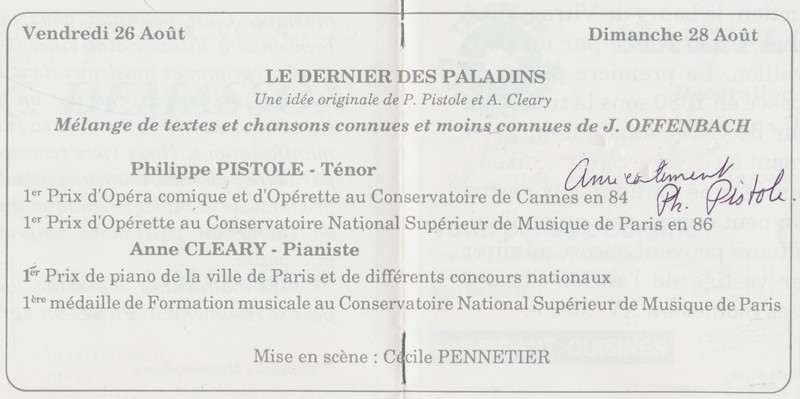 Vendredi 26 Août
Dimanche 28 Août
LE DERNIER DES PALADINS
Une idée originale de P. Pistole et A. Cleary
Mélange de textes et chansons connues et moins connues de J. OFFENBACH
Philippe PISTOLE - Ténor
Amicalement
1er Prix d'Opéra comique et d'Opérette au Conservatoire de Cannes en 84
Ph. Pistole.
1er Prix d'Opérette au Conservatoire National Supérieur de Musique de Paris en 86
Anne CLEARY - Pianiste
1er Prix de piano de la ville de Paris et de différents concours nationaux
1ère médaille de Formation musicale au Conservatoire National Supérieur de Musique de Paris
Mise en scène : Cécile PENNETIER